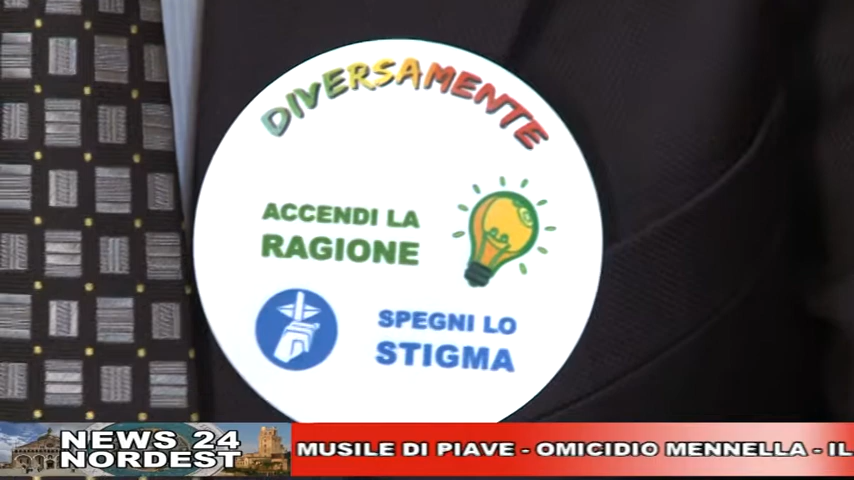 DIVERSAMENTE
ACCENDI LA
RAGIONE
SPEGNI LO
STIGMA
NEWS 24
NORDEST
MUSILE DI PIAVE - OMICIDIO MENNELLA - IL